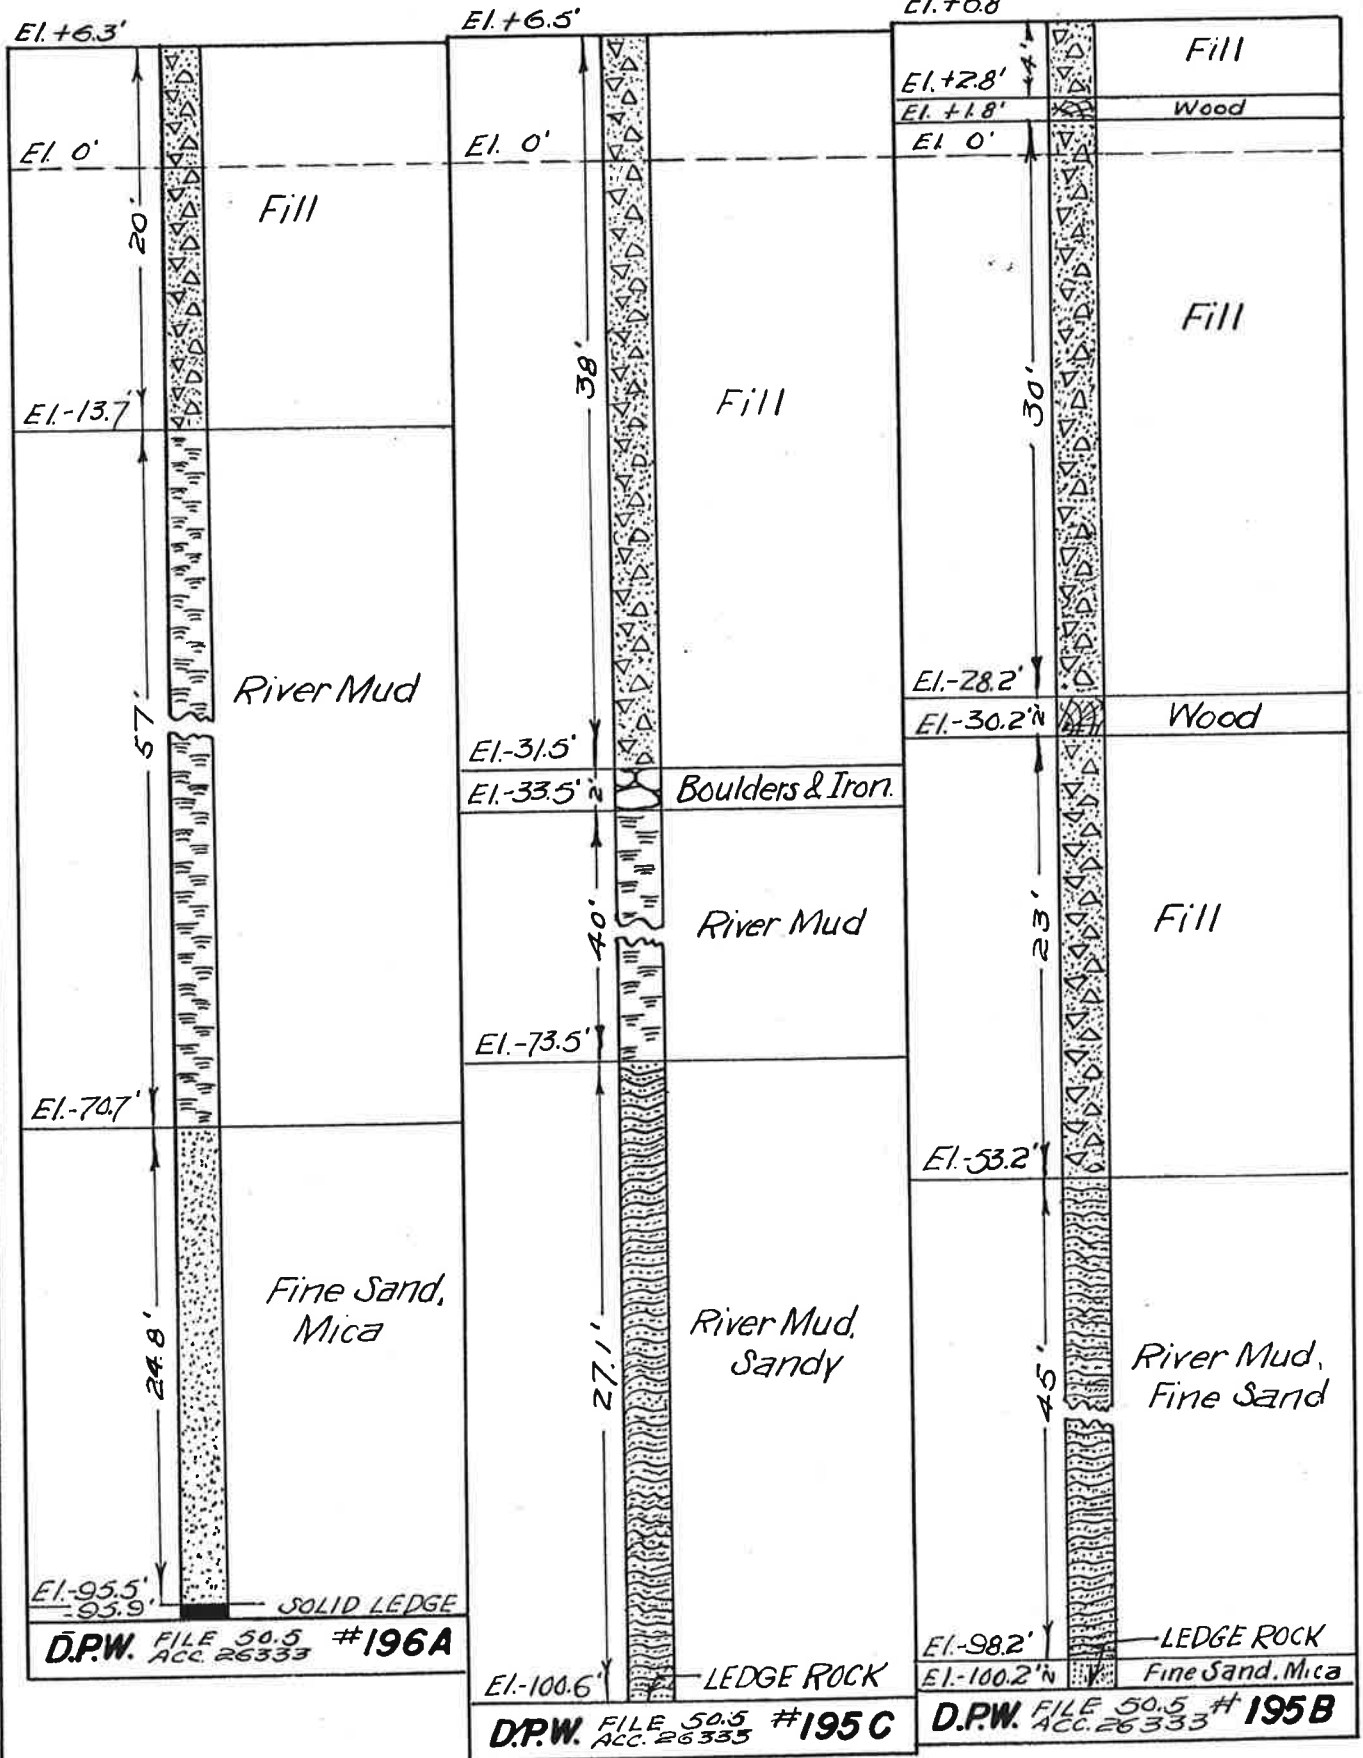 El. +6.3'
El. 0'
20'
Fill
El.-13.7'
57'
River Mud
El.-70.7'
24.8'
Fine Sand,
Mica
El.-95.5'
-95.9'
SOLID LEDGE
D.P.W. FILE 50.5 #196A
ACC. 26333
El. +6.5'
El. 0'
38'
Fill
El.-31.5'
El.-33.5' 2' Boulders & Iron.
40'
River Mud
El.-73.5'
27.1'
River Mud,
Sandy
El.-100.6'
LEDGE ROCK
D.P.W. FILE 50.5 #195C
ACC. 26333
El. +6.8
4'
Fill
El. +2.8'
El. +1.8' Wood
El. 0'
30'
Fill
El.-28.2'
El.-30.2' 2' Wood
23'
Fill
El.-53.2'
45'
River Mud,
Fine Sand
El.-98.2'
LEDGE ROCK
El.-100.2' 2' Fine Sand. Mica
D.P.W. FILE 50.5 # 195B
ACC. 26333